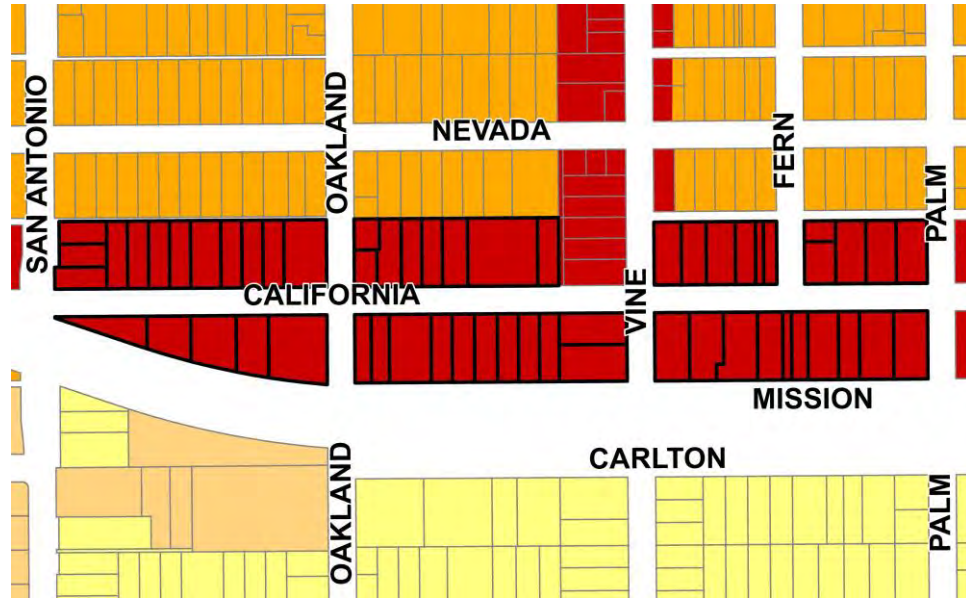 SAN ANTONIO
OAKLAND
NEVADA
FERN
PALM
CALIFORNIA
VINE
MISSION
CARLTON
OAKLAND
PALM